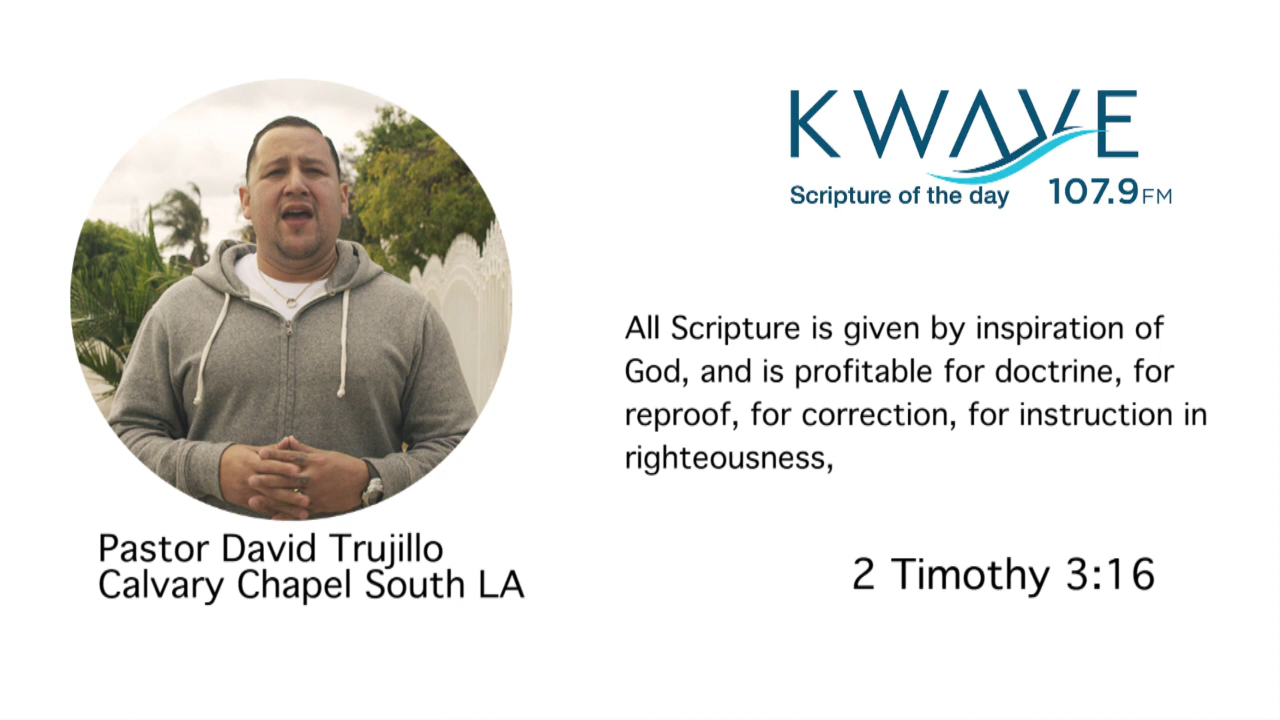 KWAVE
Scripture of the day 107.9 FM
All Scripture is given by inspiration of
God, and is profitable for doctrine, for
reproof, for correction, for instruction in
righteousness,
2 Timothy 3:16
Pastor David Trujillo
Calvary Chapel South LA